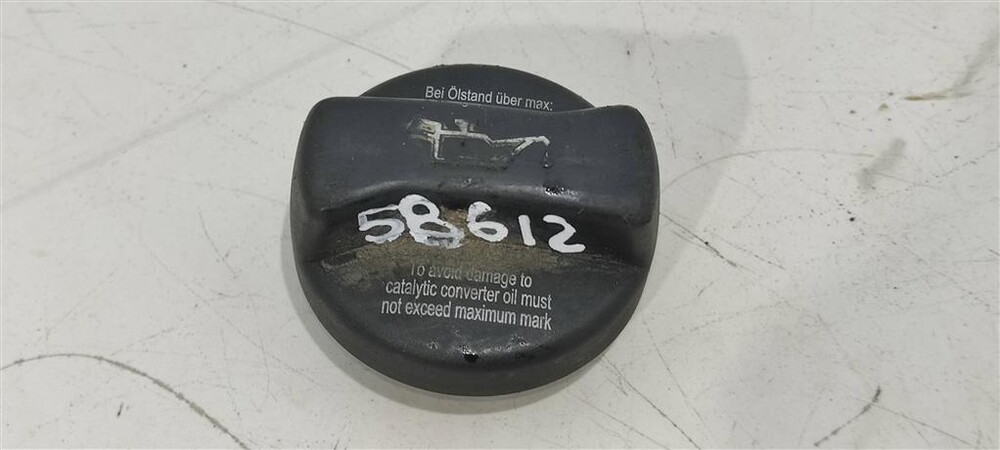 Bei Ölstand über max:
58612
To avoid damage to
catalytic converter oil must
not exceed maximum mark